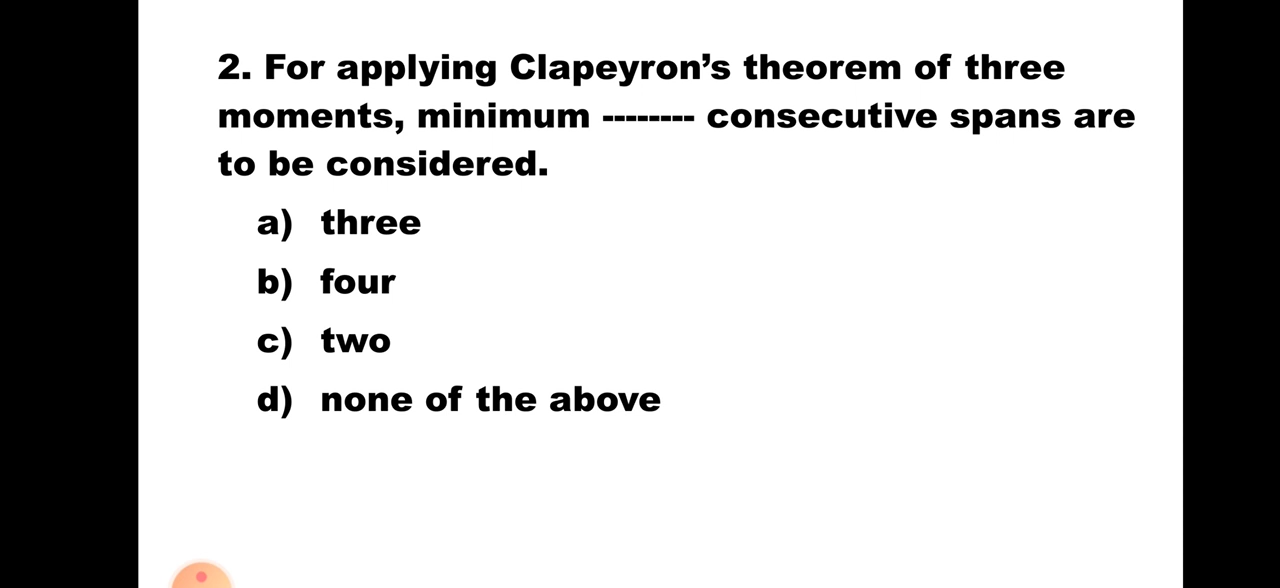 2. For applying Clapeyron’s theorem of three
moments, minimum -------- consecutive spans are
to be considered.
a) three
b) four
c) two
d) none of the above